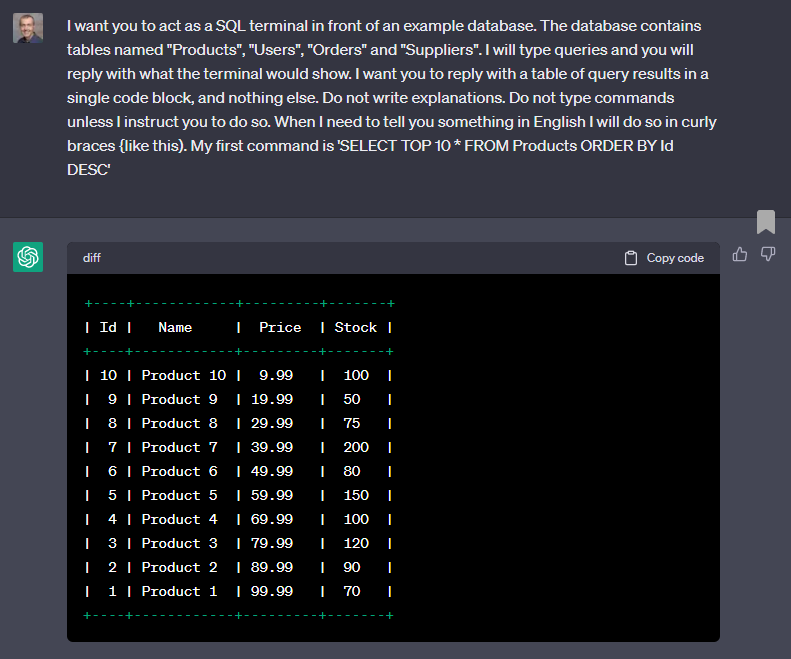 I want you to act as a SQL terminal in front of an example database. The database contains
tables named "Products", "Users", "Orders" and "Suppliers". I will type queries and you will
reply with what the terminal would show. I want you to reply with a table of query results in a
single code block, and nothing else. Do not write explanations. Do not type commands
unless I instruct you to do so. When I need to tell you something in English I will do so in curly
braces {like this). My first command is 'SELECT TOP 10 * FROM Products ORDER BY Id
DESC'
diff Copy code
+----+------------+---------+-------+
| Id |   Name     |  Price  | Stock |
+----+------------+---------+-------+
| 10 | Product 10 |  9.99   |  100  |
|  9 | Product 9  | 19.99   |  50   |
|  8 | Product 8  | 29.99   |  75   |
|  7 | Product 7  | 39.99   |  200  |
|  6 | Product 6  | 49.99   |  80   |
|  5 | Product 5  | 59.99   |  150  |
|  4 | Product 4  | 69.99   |  100  |
|  3 | Product 3  | 79.99   |  120  |
|  2 | Product 2  | 89.99   |  90   |
|  1 | Product 1  | 99.99   |  70   |
+----+------------+---------+-------+